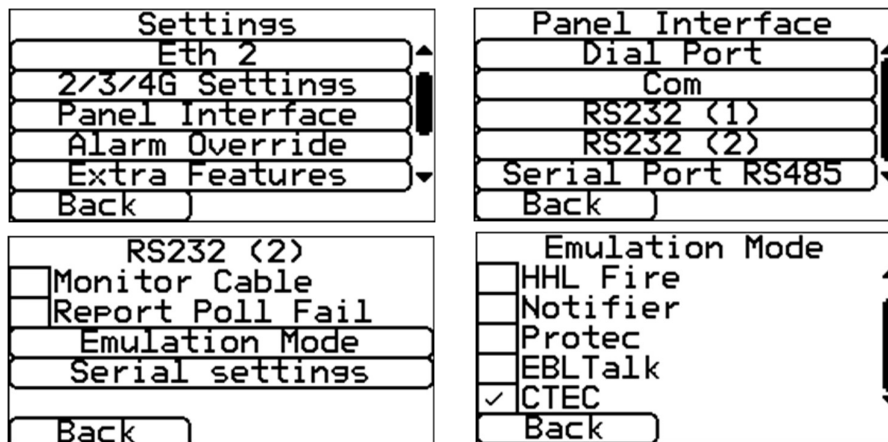 Settings
Eth 2
2/3/4G Settings
Panel Interface
Alarm Override
Extra Features
Back
Panel Interface
Dial Port
Com
RS232 (1)
RS232 (2)
Serial Port RS485
Back
RS232 (2)
Monitor Cable
Report Poll Fail
Emulation Mode
Serial settings
Back
Emulation Mode
HHL Fire
Notifier
Protec
EBLTalk
CTEC
Back